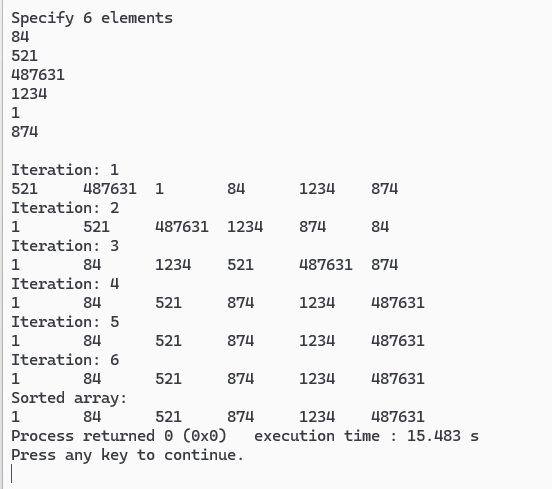 Specify 6 elements
84
521
487631
1234
1
874

Iteration: 1
521     487631  1       84      1234    874
Iteration: 2
1       521     487631  1234    874     84
Iteration: 3
1       84      1234    521     487631  874
Iteration: 4
1       84      521     874     1234    487631
Iteration: 5
1       84      521     874     1234    487631
Iteration: 6
1       84      521     874     1234    487631
Sorted array:
1       84      521     874     1234    487631
Process returned 0 (0x0)   execution time : 15.483 s
Press any key to continue.